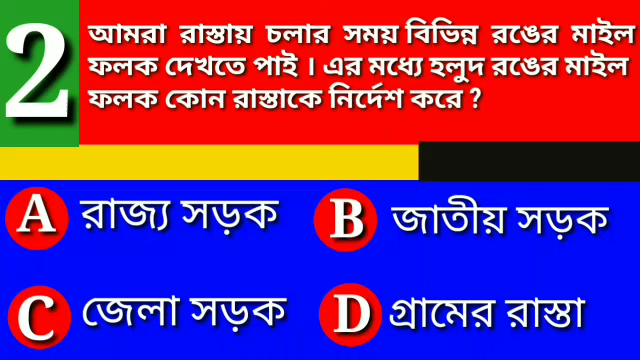 2
আমরা রাস্তায় চলার সময় বিভিন্ন রঙের মাইল
ফলক দেখতে পাই । এর মধ্যে হলুদ রঙের মাইল
ফলক কোন রাস্তাকে নির্দেশ করে ?
A রাজ্য সড়ক
B জাতীয় সড়ক
C জেলা সড়ক
D গ্রামের রাস্তা